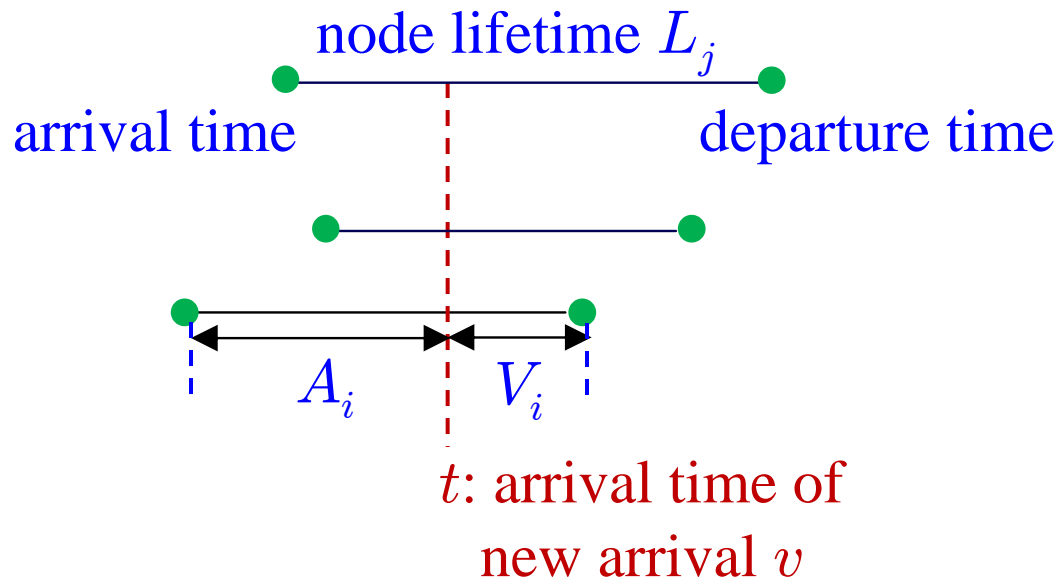 node lifetime L_j
arrival time
departure time
A_i
V_i
t: arrival time of
new arrival v